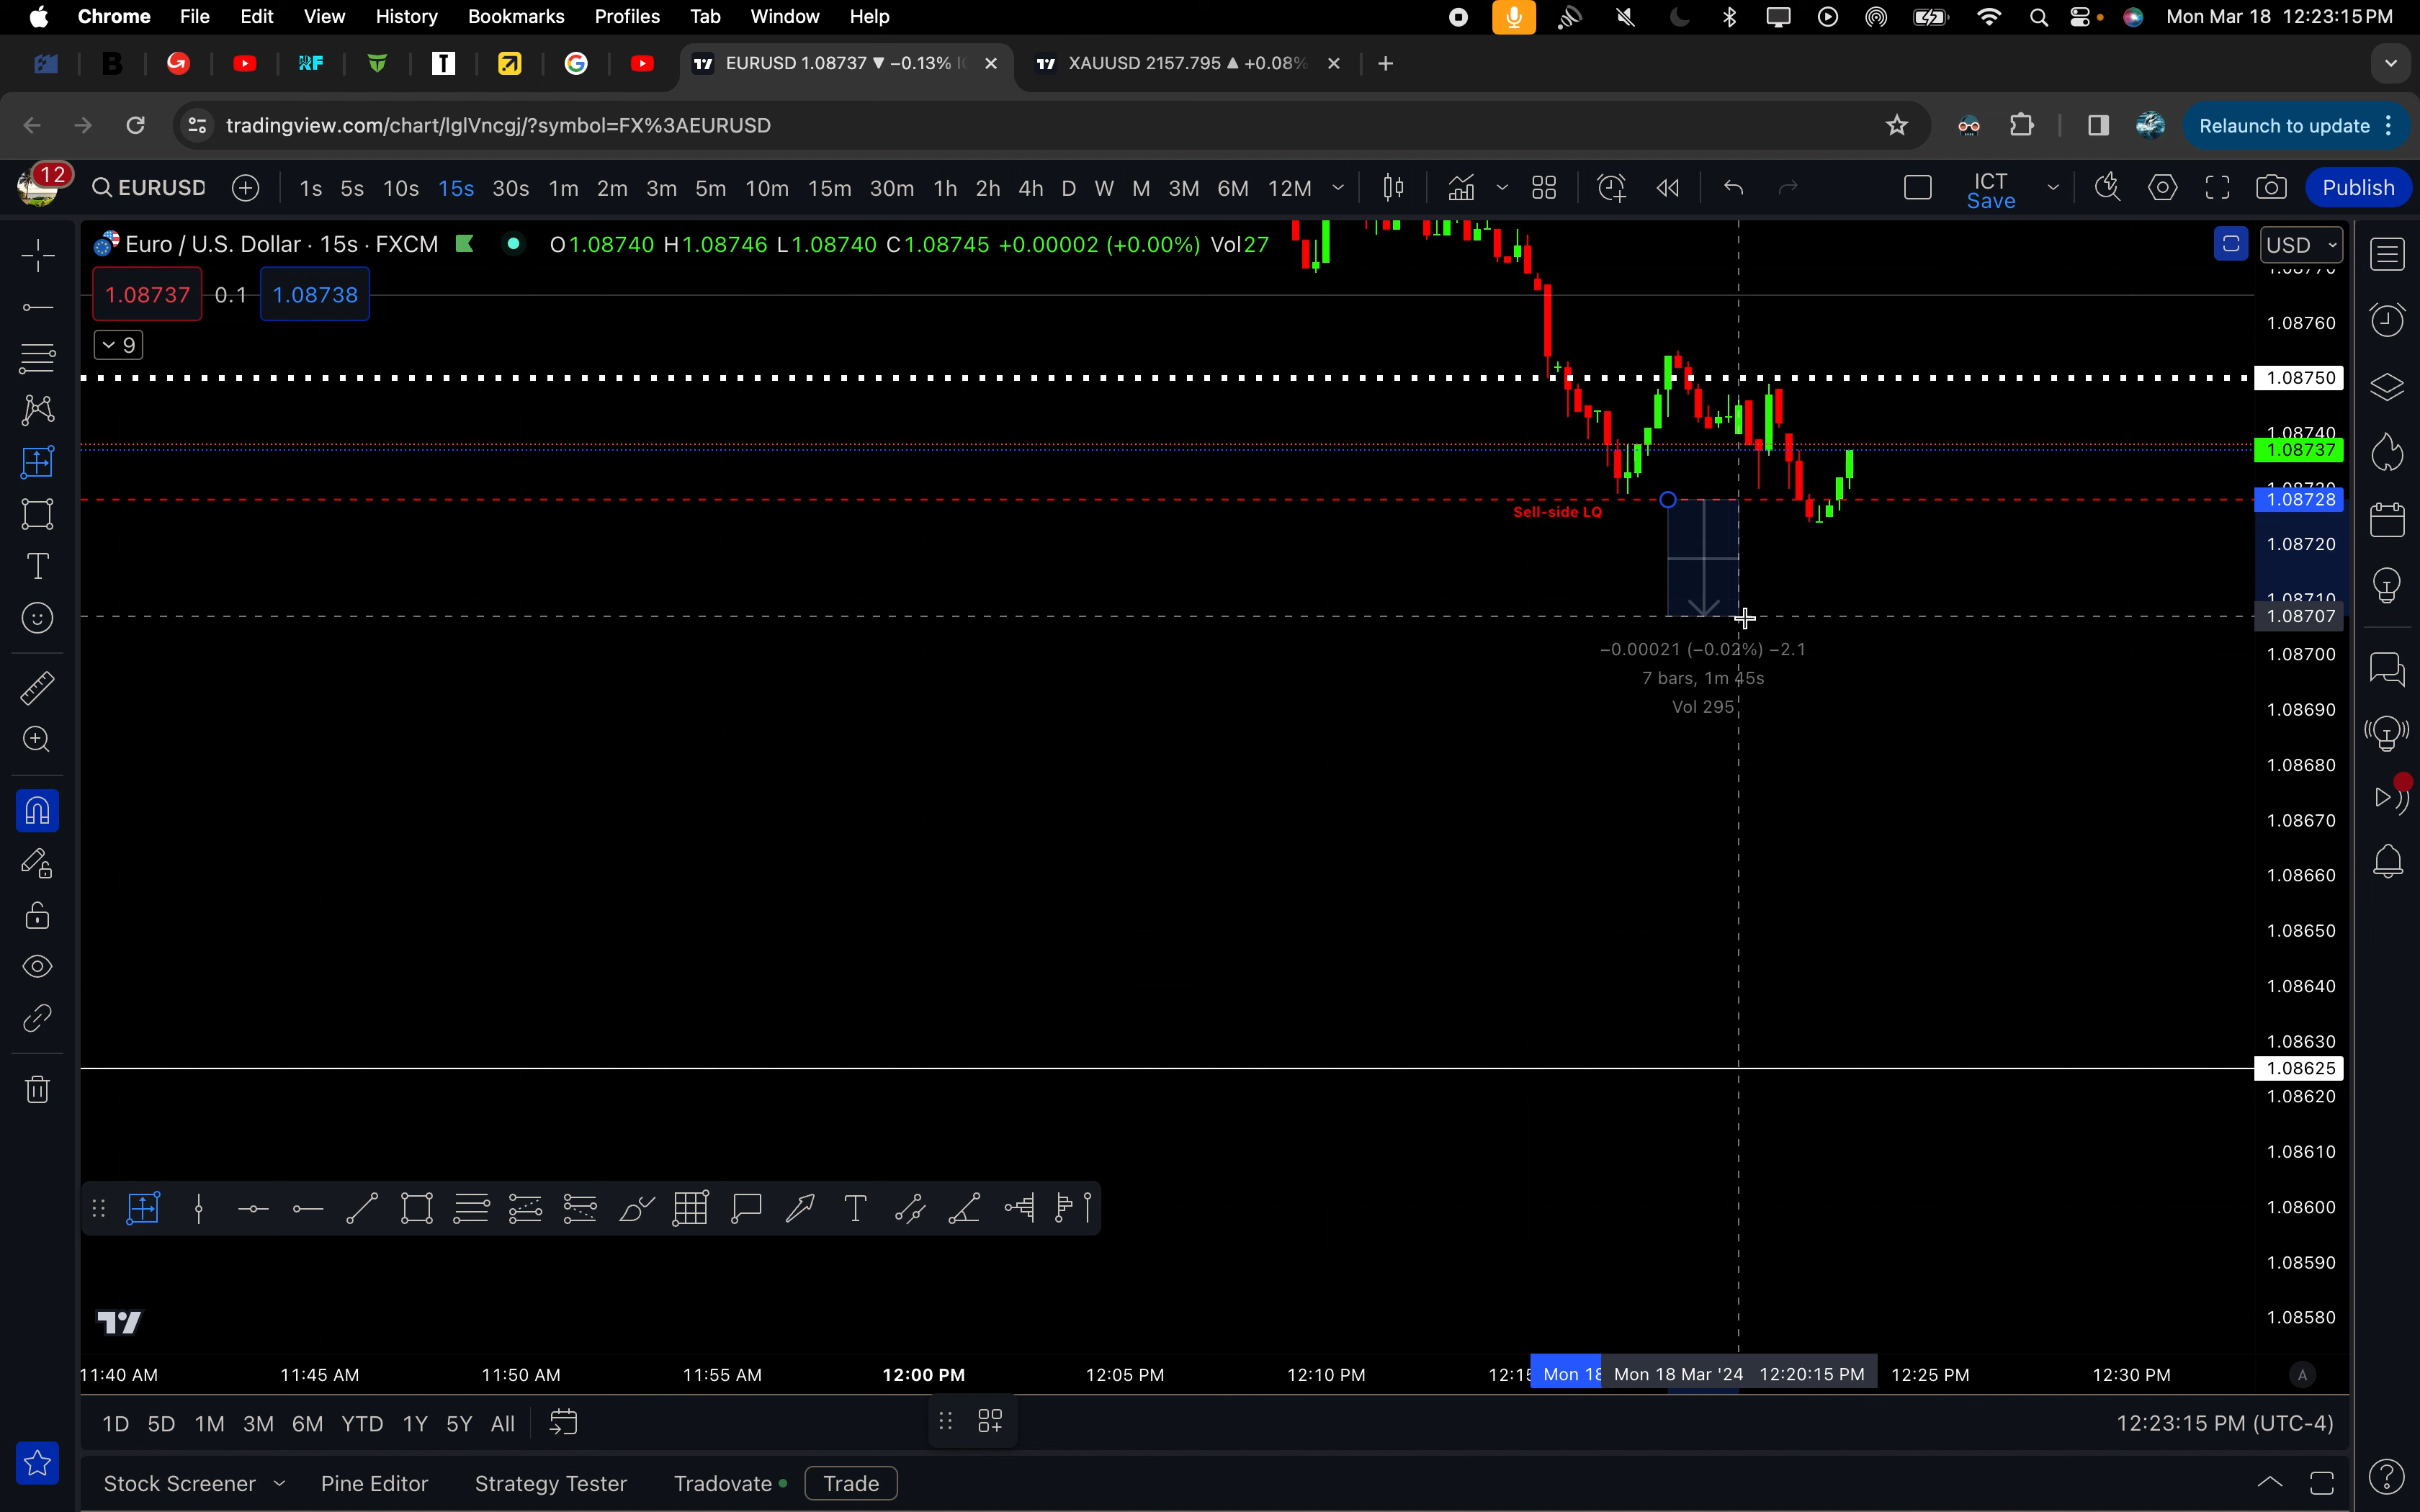 Chrome File Edit View History Bookmarks Profiles Tab Window Help Mon Mar 18 12:23:15 PM
EURUSD 1.08737 ▼ −0.13% XAUUSD 2157.795 ▲ +0.08%
tradingview.com/chart/lglVncgj/?symbol=FX%3AEURUSD Relaunch to update
12 EURUSD 1s 5s 10s 15s 30s 1m 2m 3m 5m 10m 15m 30m 1h 2h 4h D W M 3M 6M 12M ICT Save Publish
Euro / U.S. Dollar · 15s · FXCM O1.08740 H1.08746 L1.08740 C1.08745 +0.00002 (+0.00%) Vol27 USD
1.08737 0.1 1.08738
1.08760
9
1.08750
1.08740
1.08737
1.08728
Sell-side LQ
1.08720
1.08710
1.08707
−0.00021 (−0.02%) −2.1
1.08700
7 bars, 1m 45s
Vol 295
1.08690
1.08680
1.08670
1.08660
1.08650
1.08640
1.08630
1.08625
1.08620
1.08610
1.08600
1.08590
1.08580
11:40 AM 11:45 AM 11:50 AM 11:55 AM 12:00 PM 12:05 PM 12:10 PM Mon 18 Mar '24 12:20:15 PM 12:25 PM 12:30 PM A
1D 5D 1M 3M 6M YTD 1Y 5Y All 12:23:15 PM (UTC-4)
Stock Screener Pine Editor Strategy Tester Tradovate Trade